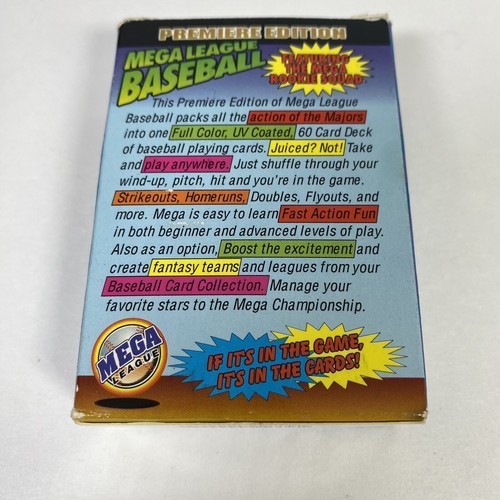 PREMIERE EDITION
MEGA LEAGUE
BASEBALL
FEATURING
THE MEGA
ROOKIE SQUAD
This Premiere Edition of Mega League
Baseball packs all the action of the Majors
into one Full Color, UV Coated, 60 Card Deck
of baseball playing cards. Juiced? Not! Take
and play anywhere. Just shuffle through your
wind-up, pitch, hit and you're in the game.
Strikeouts, Homeruns, Doubles, Flyouts, and
more. Mega is easy to learn Fast Action Fun
in both beginner and advanced levels of play.
Also as an option, Boost the excitement and
create fantasy teams and leagues from your
Baseball Card Collection. Manage your
favorite stars to the Mega Championship.
MEGA
LEAGUE
IF IT'S IN THE GAME,
IT'S IN THE CARDS!